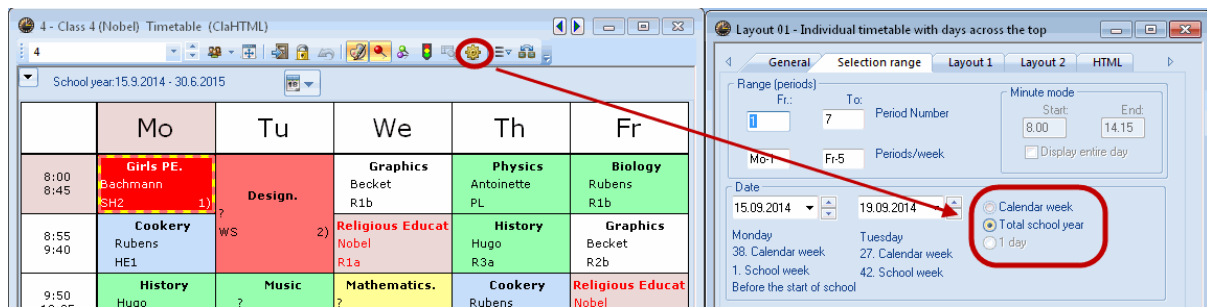 4 - Class 4 (Nobel) Timetable (ClaHTML)
4
School year:15.9.2014 - 30.6.2015
Mo Tu We Th Fr
8:00
8:45
Girls PE.
Bachmann
SH2 1)
Design.
?
WS 2)
Graphics
Becket
R1b
Physics
Antoinette
PL
Biology
Rubens
R1b
8:55
9:40
Cookery
Rubens
HE1
Religious Educat
Nobel
R1a
History
Hugo
R3a
Graphics
Becket
R2b
9:50
History
Hugo
Music
?
Mathematics.
?
Cookery
Rubens
Religious Educat
Nobel
Layout 01 - Individual timetable with days across the top
General Selection range Layout 1 Layout 2 HTML
Range (periods)
Fr.: To:
1 7 Period Number
Mo-1 Fr-5 Periods/week
Minute mode
Start: End:
8.00 14.15
Display entire day
Date
15.09.2014 19.09.2014
Monday
38. Calendar week
1. School week
Before the start of school
Tuesday
27. Calendar week
42. School week
Calendar week
Total school year
1 day